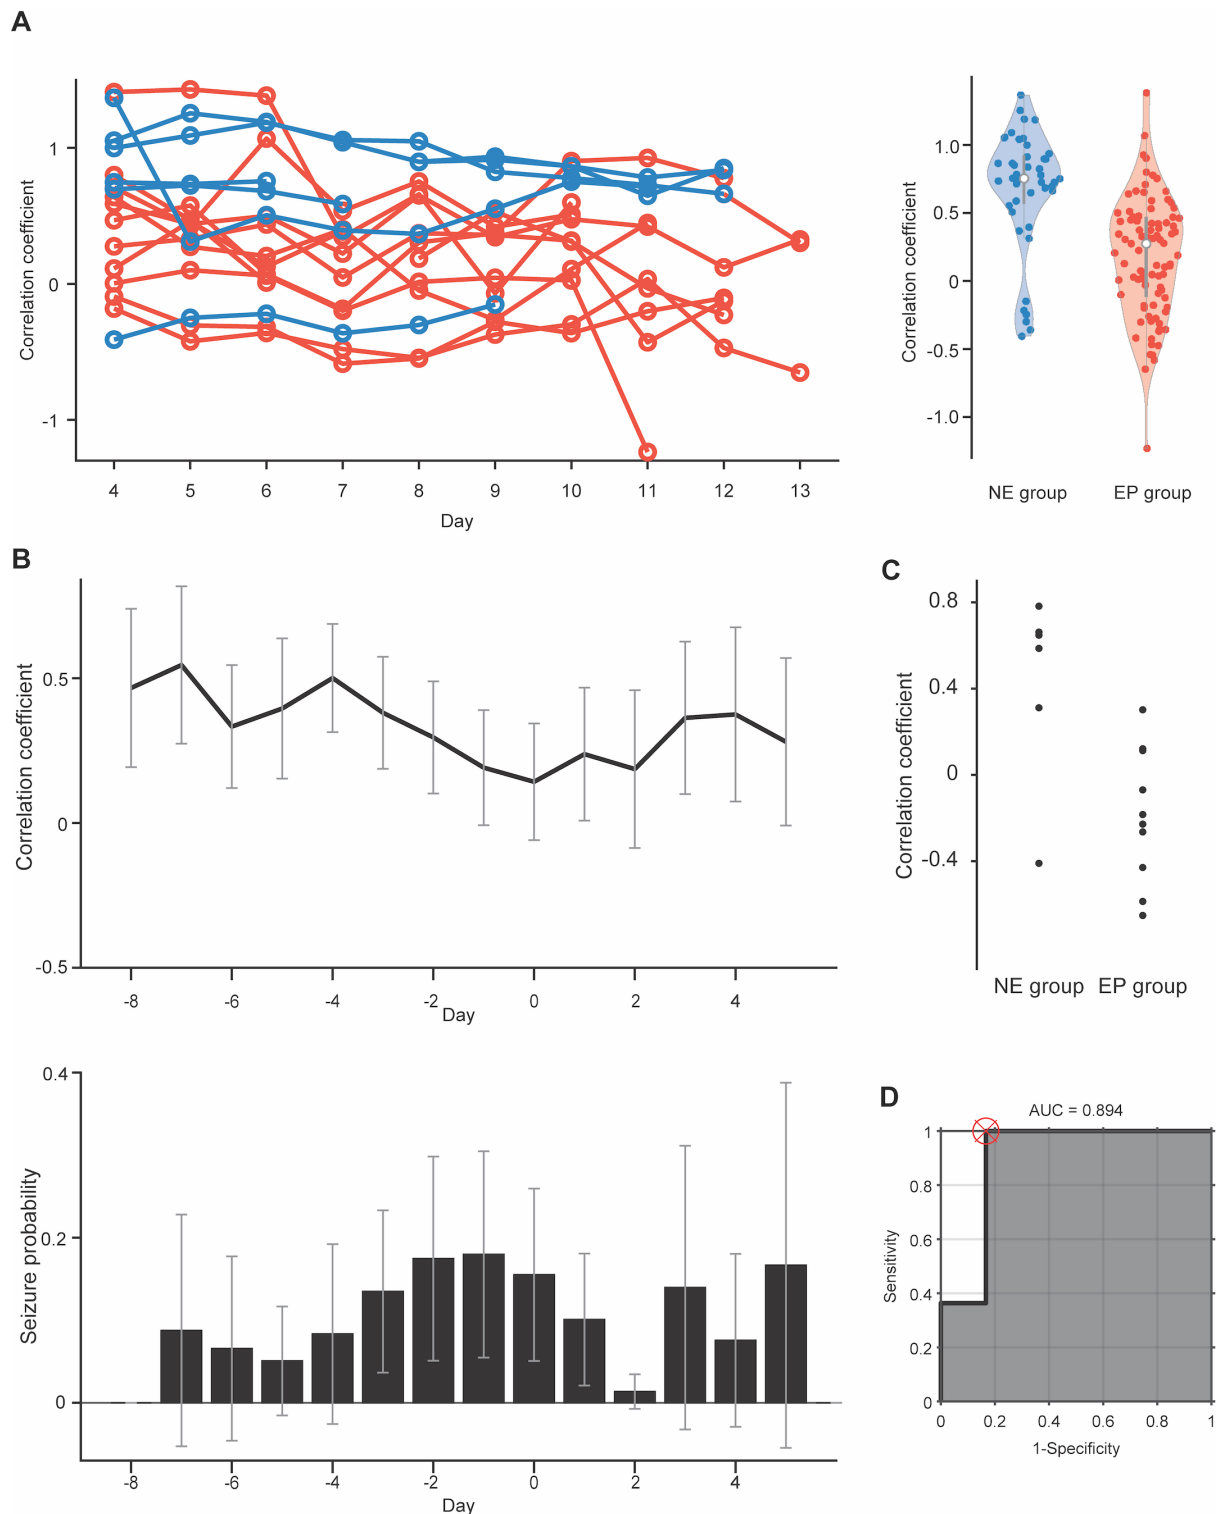 A
Correlation coefficient
1
0
-1
4 5 6 7 8 9 10 11 12 13
Day
Correlation coefficient
1.0
0.5
0
-0.5
-1.0
NE group EP group
B
Correlation coefficient
0.5
0
-0.5
-8 -6 -4 -2 0 2 4
Day
C
Correlation coefficient
0.8
0.4
0
-0.4
NE group EP group
Seizure probability
0.4
0.2
0
-8 -6 -4 -2 0 2 4
Day
D
AUC = 0.894
Sensitivity
1
0.8
0.6
0.4
0.2
0
0 0.2 0.4 0.6 0.8 1
1-Specificity